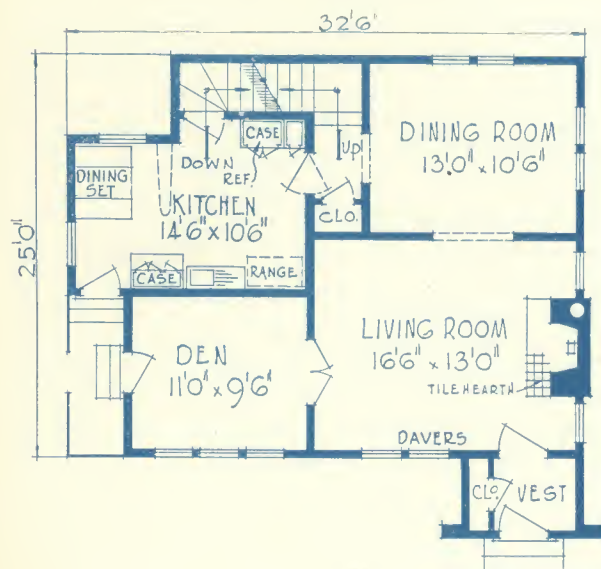 32'6"
25'0"
DINING ROOM
13'.0" x 10'6"
CASE
UP
DOWN
REF.
DINING
SET
KITCHEN
14'6" x 10'6"
CLO.
CASE
RANGE
DEN
11'0" x 9'6"
LIVING ROOM
16'6" x 13'0"
TILE HEARTH
DAVERS
CLO.
VEST